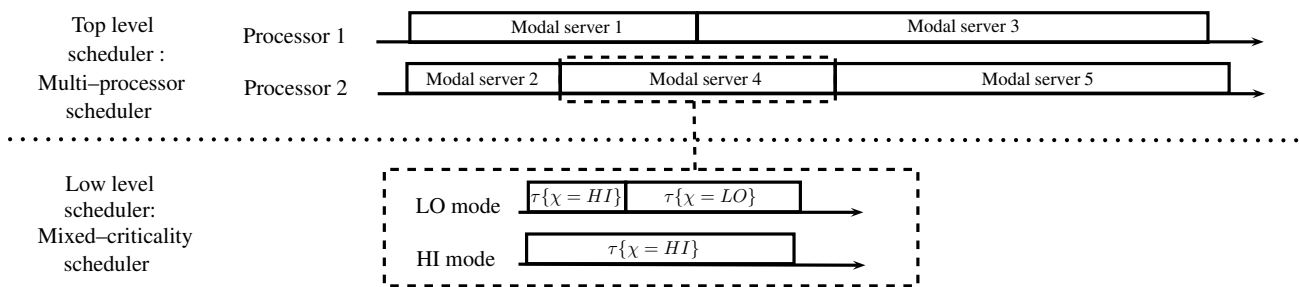 Top level
scheduler :
Multi–processor
scheduler
Processor 1
Modal server 1
Modal server 3
Processor 2
Modal server 2
Modal server 4
Modal server 5
Low level
scheduler:
Mixed–criticality
scheduler
LO mode
τ{χ = HI}
τ{χ = LO}
HI mode
τ{χ = HI}